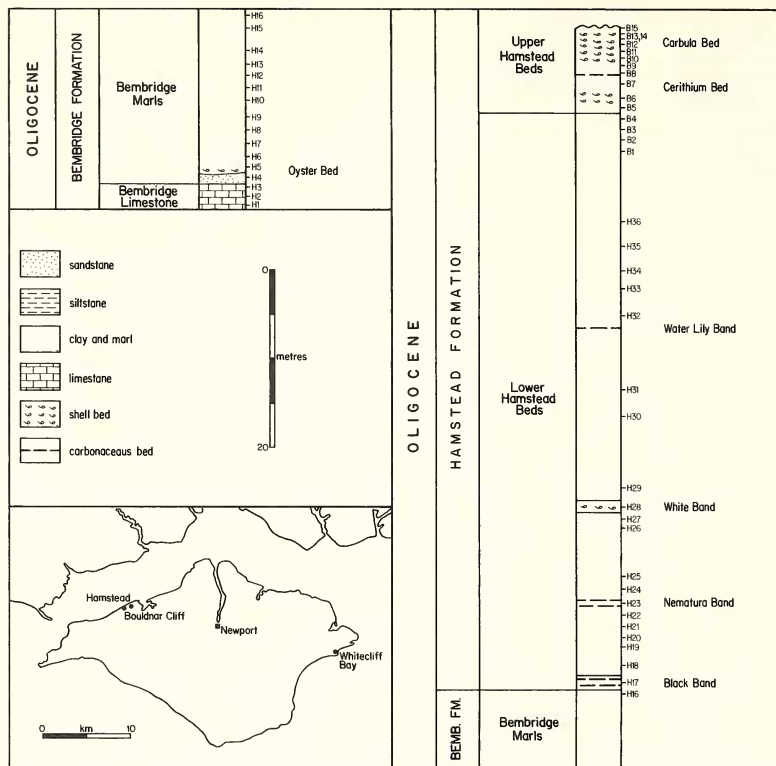 OLIGOCENE
BEMBRIDGE FORMATION
Bembridge
Marls
Bembridge
Limestone
H16
H15
H14
H13
H12
H11
H10
H9
H8
H7
H6
H5
H4
H3
H2
H1
Oyster Bed
sandstane
siltstane
clay and marl
limestane
shell bed
carbonaceaus bed
0
metres
20
Hamstead
Bouldnar Cliff
Newport
Whitecliff
Bay
0 km 10
OLIGOCENE
HAMSTEAD FORMATION
BEMB. FM.
Upper
Hamstead
Beds
Lower
Hamstead
Beds
Bembridge
Marls
B15
B13,14
B12
B11
B10
B9
B8
B7
B6
B5
B4
B3
B2
B1
H36
H35
H34
H33
H32
H31
H30
H29
H28
H27
H26
H25
H24
H23
H22
H21
H20
H19
H18
H17
H16
Carbula Bed
Cerithium Bed
Water Lily Band
White Band
Nematura Band
Black Band